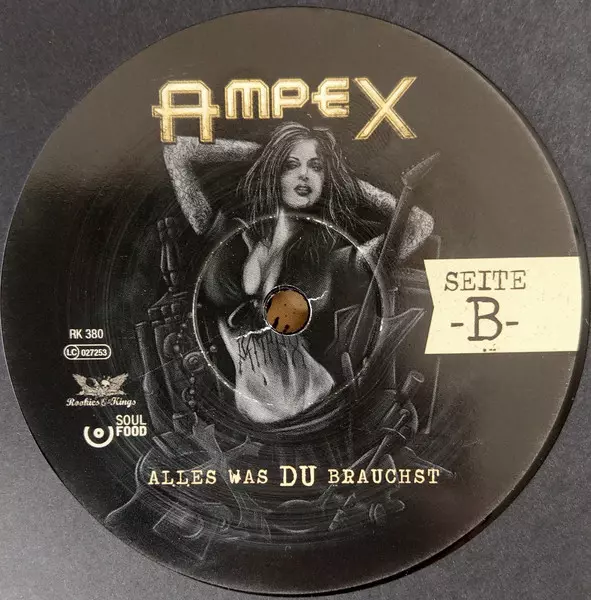 AMPEX
SEITE
-B-
RK 380
LC 027253
Rookies & Kings
SOUL
FOOD
ALLES WAS DU BRAUCHST